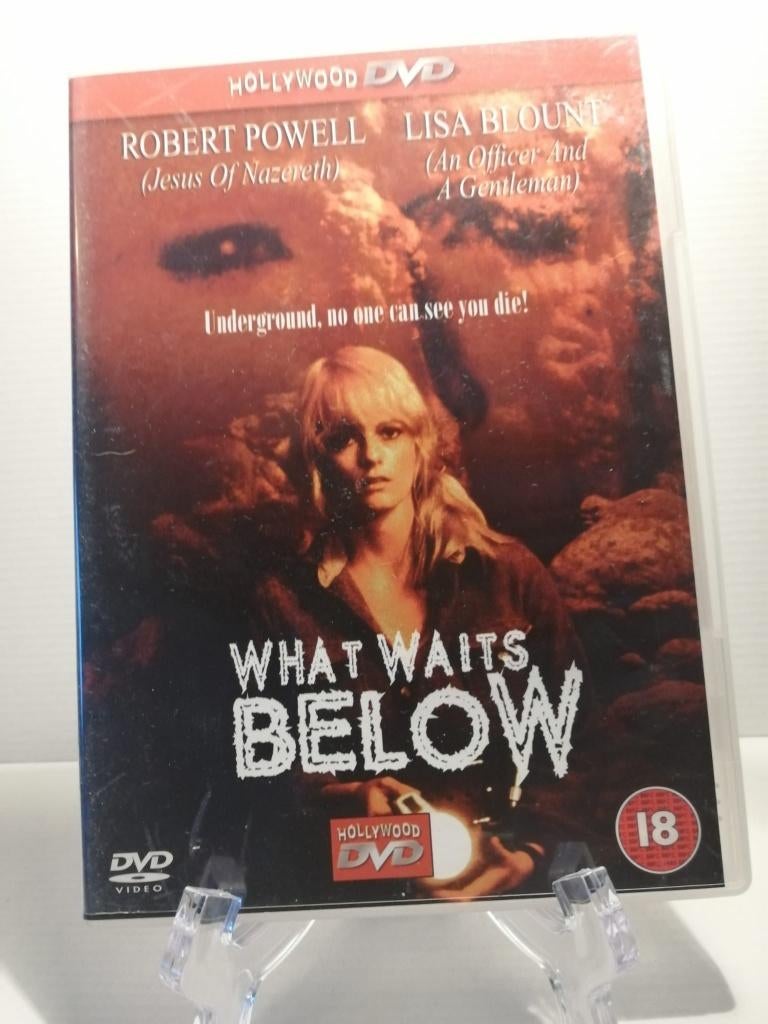 HOLLYWOOD DVD
ROBERT POWELL LISA BLOUNT
(Jesus Of Nazereth) (An Officer And
A Gentleman)
Underground, no one can see you die!
WHAT WAITS
BELOW
HOLLYWOOD
DVD
DVD
VIDEO
18